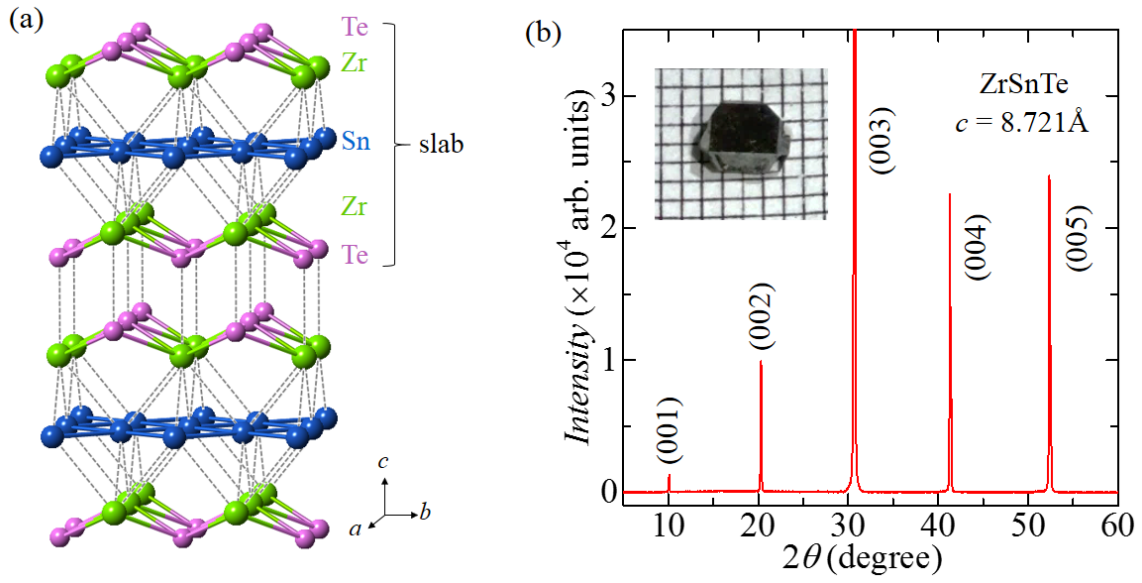 (a)
Te
Zr
Sn
slab
Zr
Te
c
a
b
(b)
ZrSnTe
c = 8.721Å
Intensity (×10⁴ arb. units)
3
2
1
0
(001)
(002)
(003)
(004)
(005)
10 20 30 40 50 60
2θ (degree)